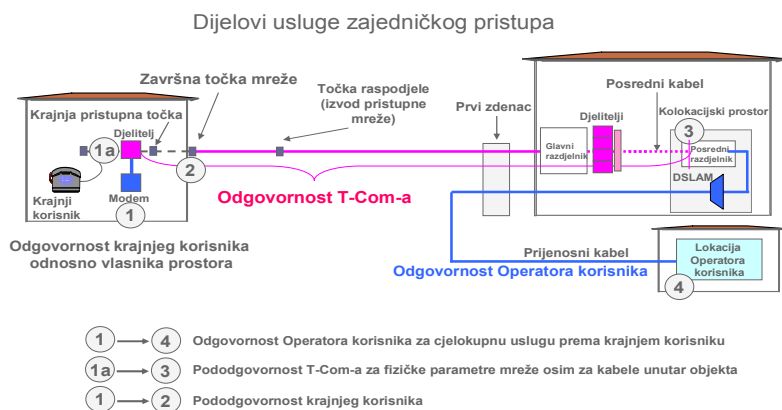 Dijelovi usluge zajedničkog pristupa
Završna točka mreže
Krajnja pristupna točka
Djelitelj
1a
Krajnji
korisnik
Modem
1
2
Točka raspodjele
(izvod pristupne
mreže)
Odgovornost T-Com-a
Odgovornost krajnjeg korisnika
odnosno vlasnika prostora
Prvi zdenac
Glavni
razdjelnik
Djelitelji
Posredni kabel
Kolokacijski prostor
3
Posredni
razdjelnik
DSLAM
Prijenosni kabel
Odgovornost Operatora korisnika
Lokacija
Operatora
korisnika
4
1 4 Odgovornost Operatora korisnika za cjelokupnu uslugu prema krajnjem korisniku
1a 3 Pododgovornost T-Com-a za fizičke parametre mreže osim za kabele unutar objekta
1 2 Pododgovornost krajnjeg korisnika